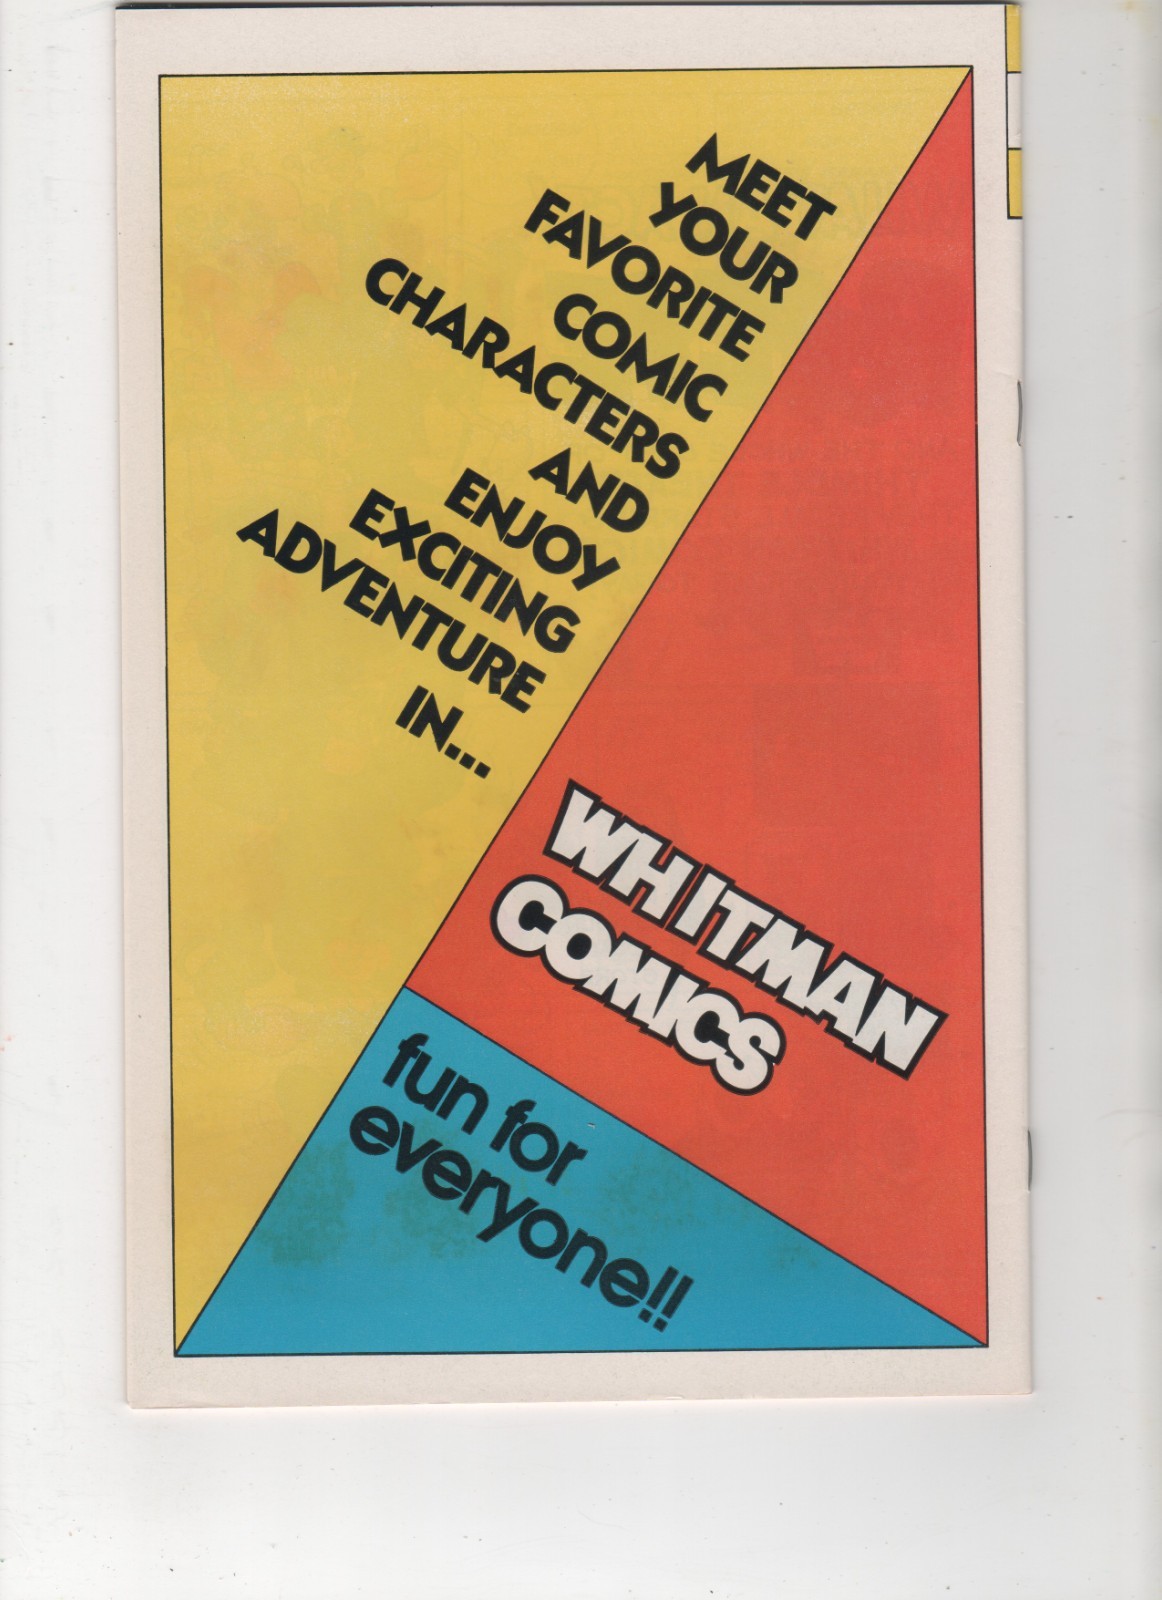 MEET
YOUR
FAVORITE
COMIC
CHARACTERS
AND
ENJOY
EXCITING
ADVENTURE
IN...
WHITMAN
COMICS
fun for
everyone!!